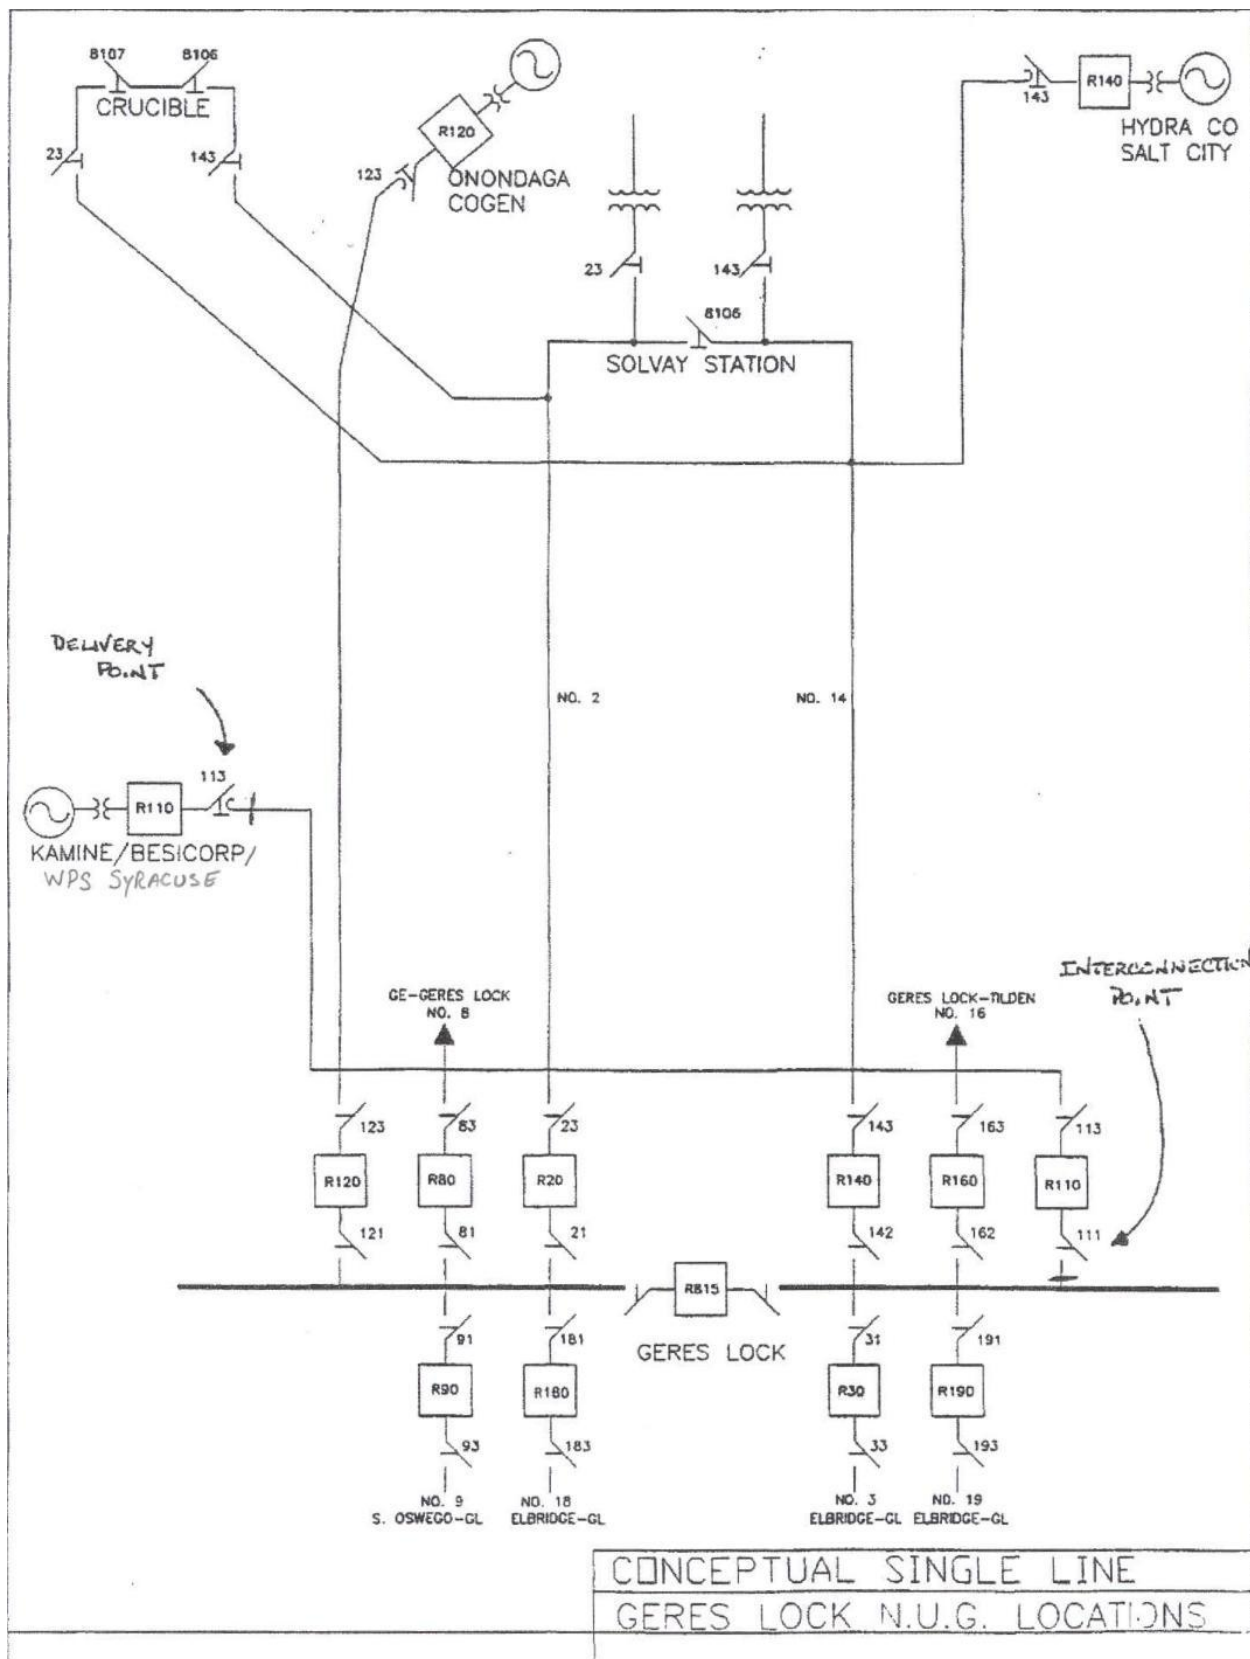 8107
8106
CRUCIBLE
23
143
R120
123
ONONDAGA
COGEN
143
R140
HYDRA CO
SALT CITY
23
143
8106
SOLVAY STATION
DELIVERY
POINT
NO. 2
NO. 14
113
R110
KAMINE/BESICORP/
WPS SYRACUSE
INTERCONNECTION
POINT
GE-GERES LOCK
NO. 8
GERES LOCK-TILDEN
NO. 16
123
83
23
143
163
113
R120
R80
R20
R140
R160
R110
121
81
21
142
162
111
R815
GERES LOCK
91
181
31
191
R90
R180
R30
R190
93
183
33
193
NO. 9
S. OSWEGO-GL
NO. 18
ELBRIDGE-GL
NO. 3
ELBRIDGE-GL
NO. 19
ELBRIDGE-GL
CONCEPTUAL SINGLE LINE
GERES LOCK N.U.G. LOCATIONS